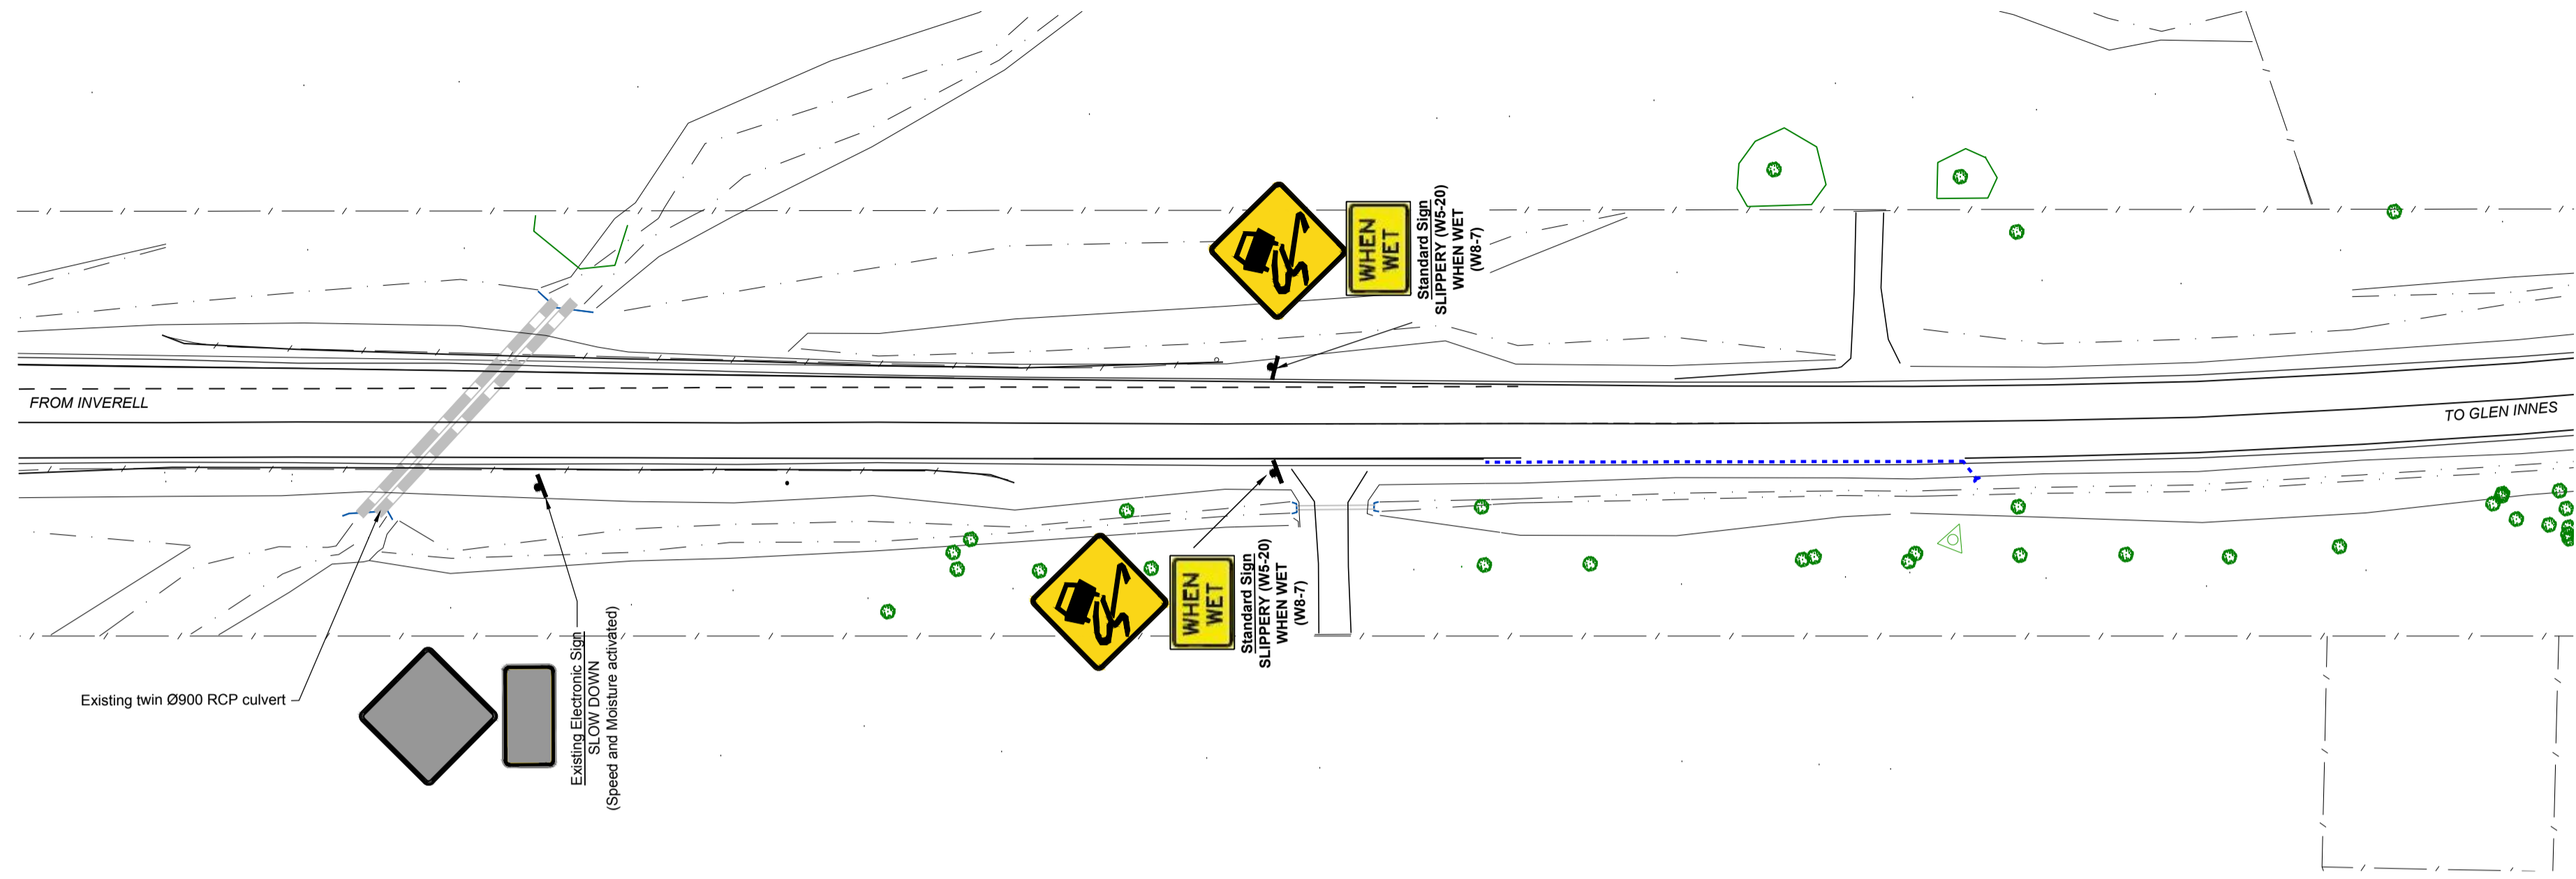 WHEN
WET
Standard Sign
SLIPPERY (W5-20)
WHEN WET
(W8-7)
FROM INVERELL
TO GLEN INNES
WHEN
WET
Standard Sign
SLIPPERY (W5-20)
WHEN WET
(W8-7)
Existing twin Ø900 RCP culvert
Existing Electronic Sign
SLOW DOWN
(Speed and Moisture activated)